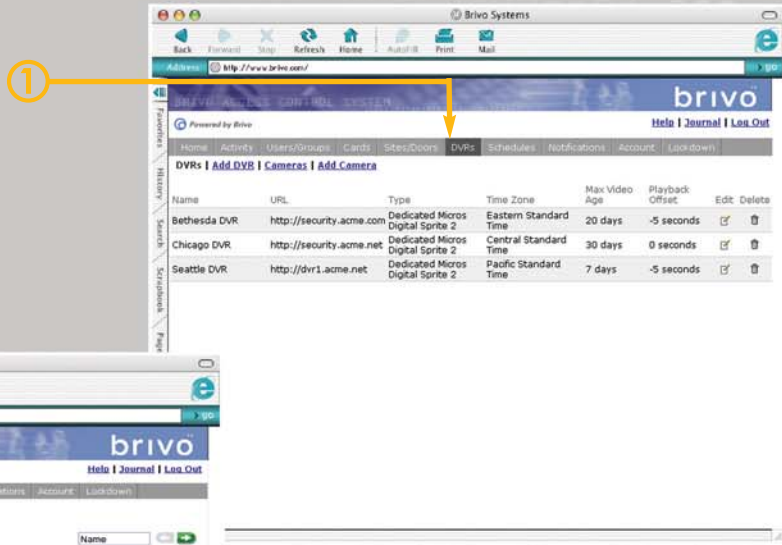 Brivo Systems
Back Forward Stop Refresh Home AutoFill Print Mail
Address http://www.brivo.com/ go
1
BRIVO ACCESS CONTROL SYSTEM
brivo
Powered by Brivo
Help | Journal | Log Out
Home Activity Users/Groups Cards Sites/Doors DVRs Schedules Notifications Account Lockdown
DVRs | Add DVR | Cameras | Add Camera
Name URL Type Time Zone Max Video Age Playback Offset Edit Delete
Bethesda DVR http://security.acme.com Dedicated Micros Digital Sprite 2 Eastern Standard Time 20 days -5 seconds
Chicago DVR http://security.acme.net Dedicated Micros Digital Sprite 2 Central Standard Time 30 days 0 seconds
Seattle DVR http://dvr1.acme.net Dedicated Micros Digital Sprite 2 Pacific Standard Time 7 days -5 seconds
Favorites
History
Search
Scrapbook
Page
go
brivo
Help | Journal | Log Out
ations Account Lockdown
Name